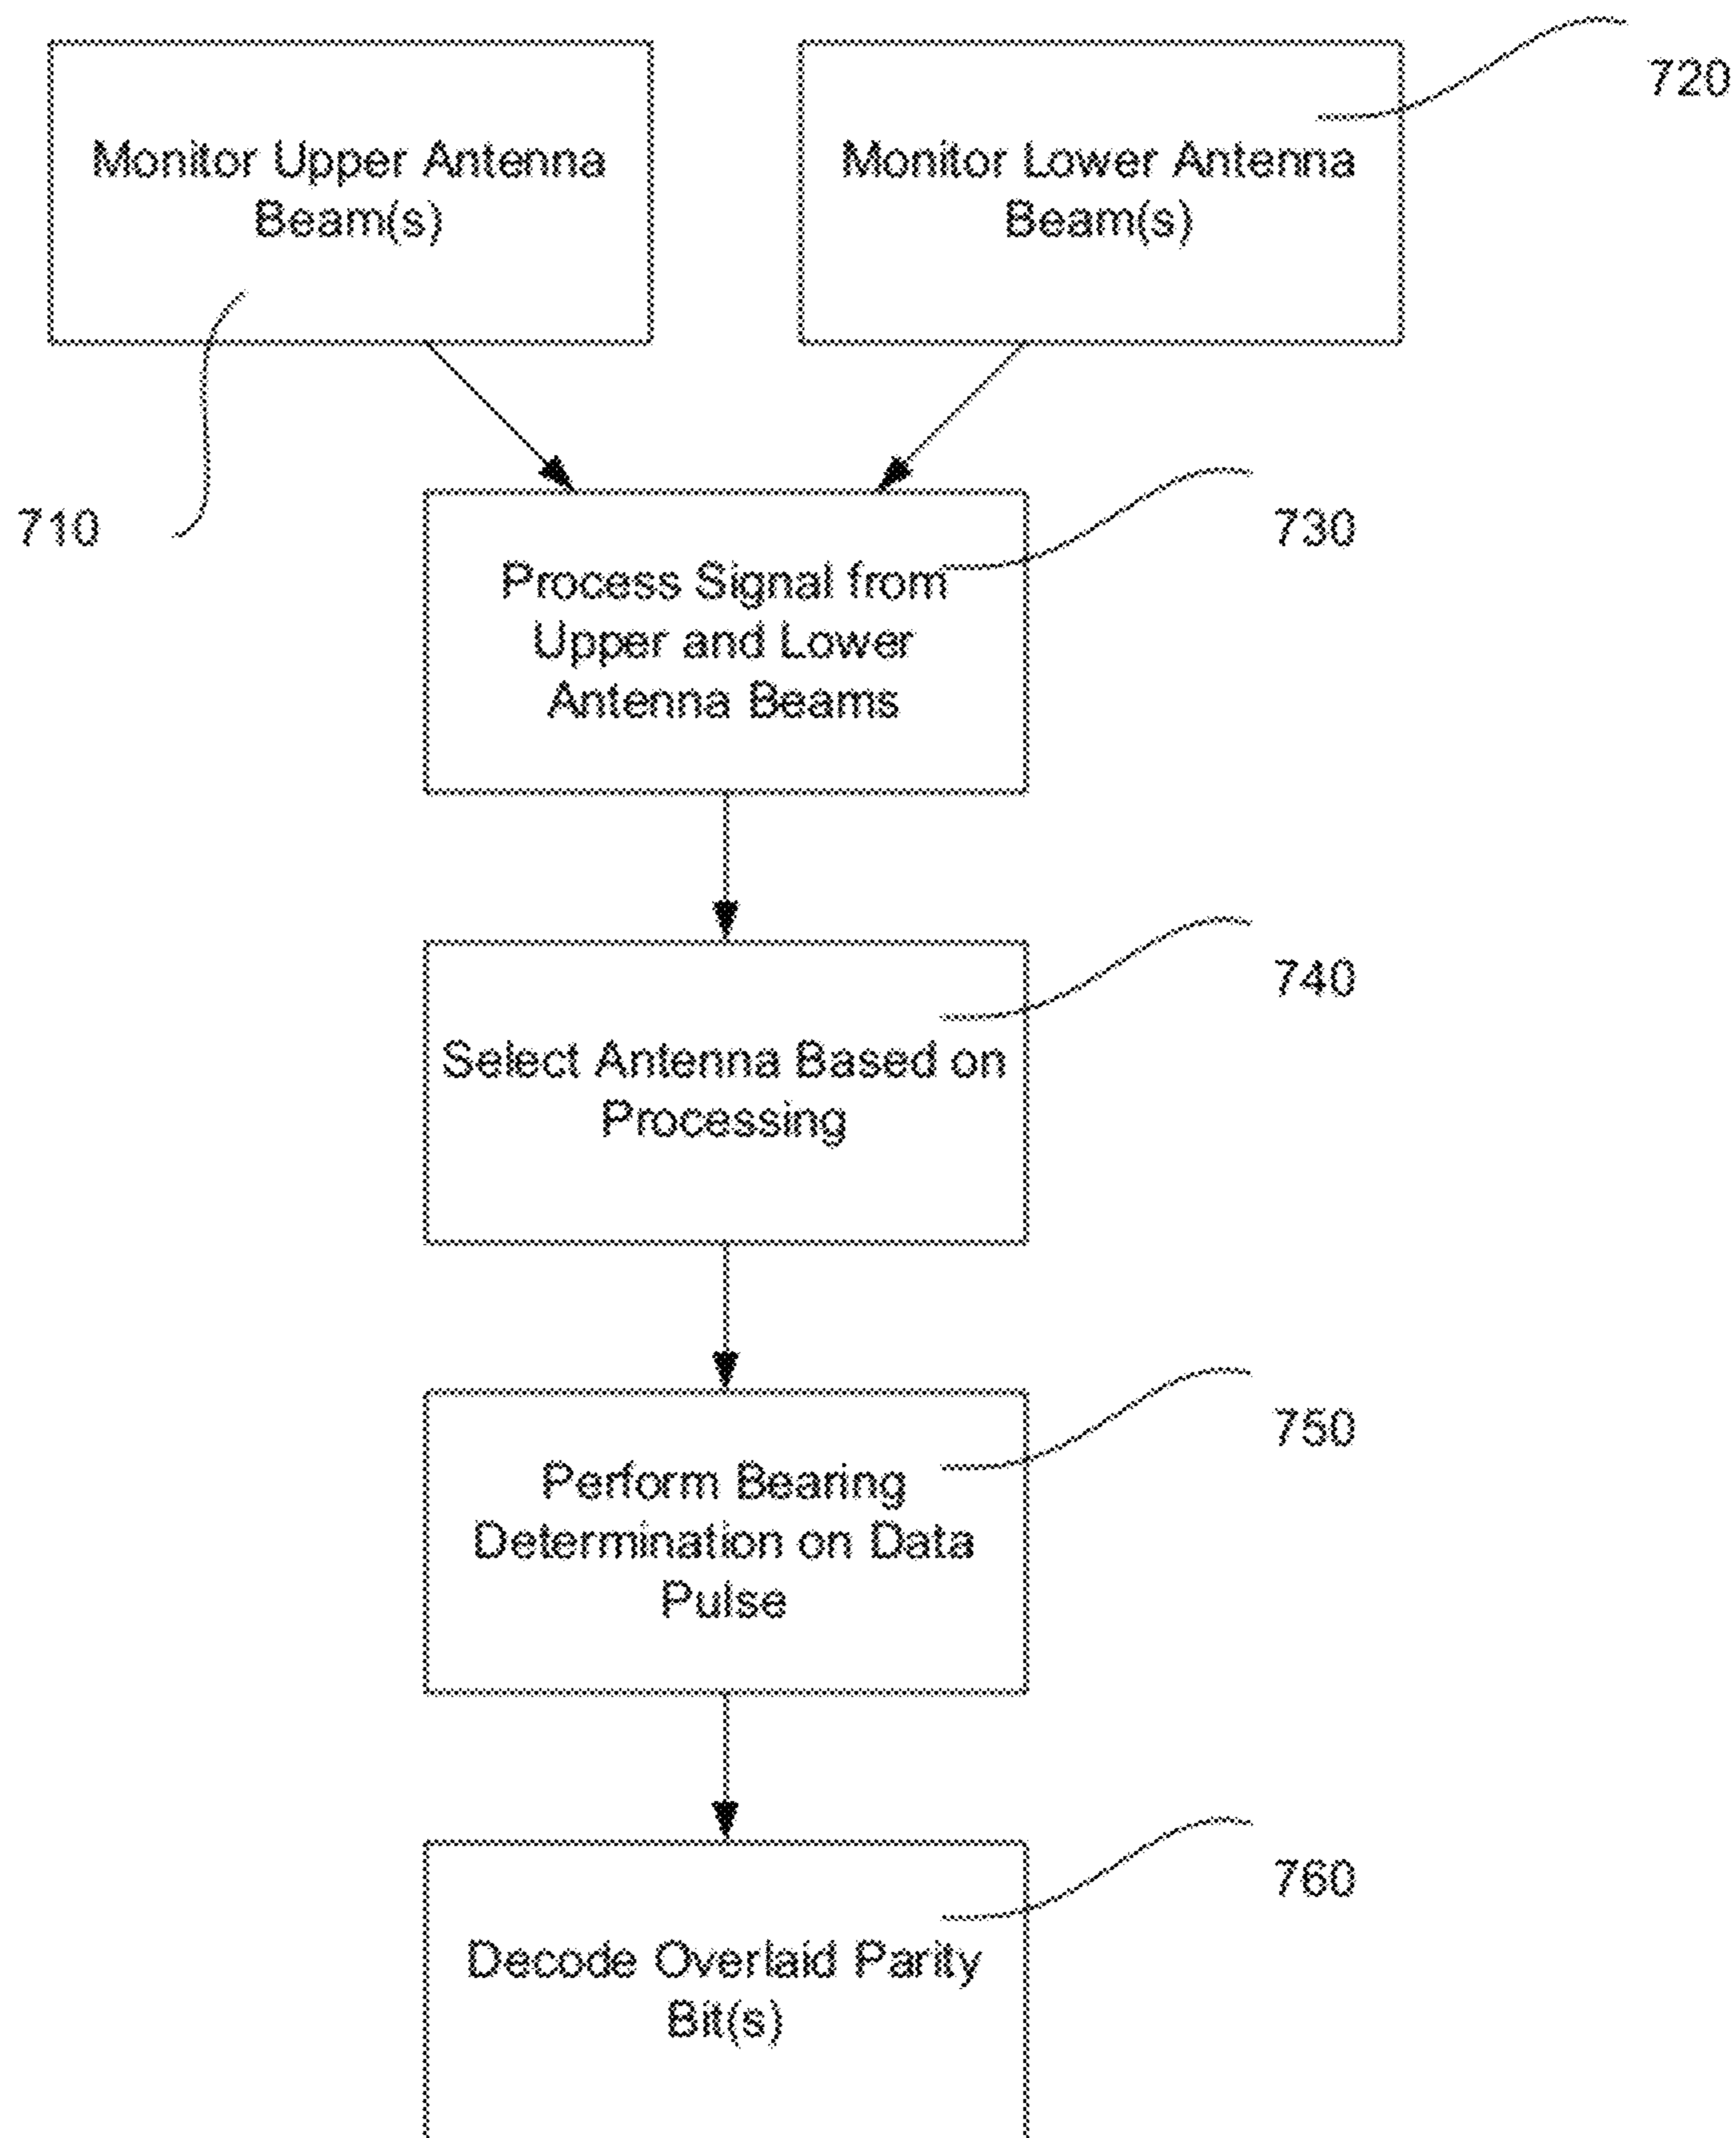 720
Monitor Upper Antenna
Beam(s)
Monitor Lower Antenna
Beam(s)
710
730
Process Signal from
Upper and Lower
Antenna Beams
740
Select Antenna Based on
Processing
750
Perform Bearing
Determination on Data
Pulse
760
Decode Overlaid Parity
Bit(s)